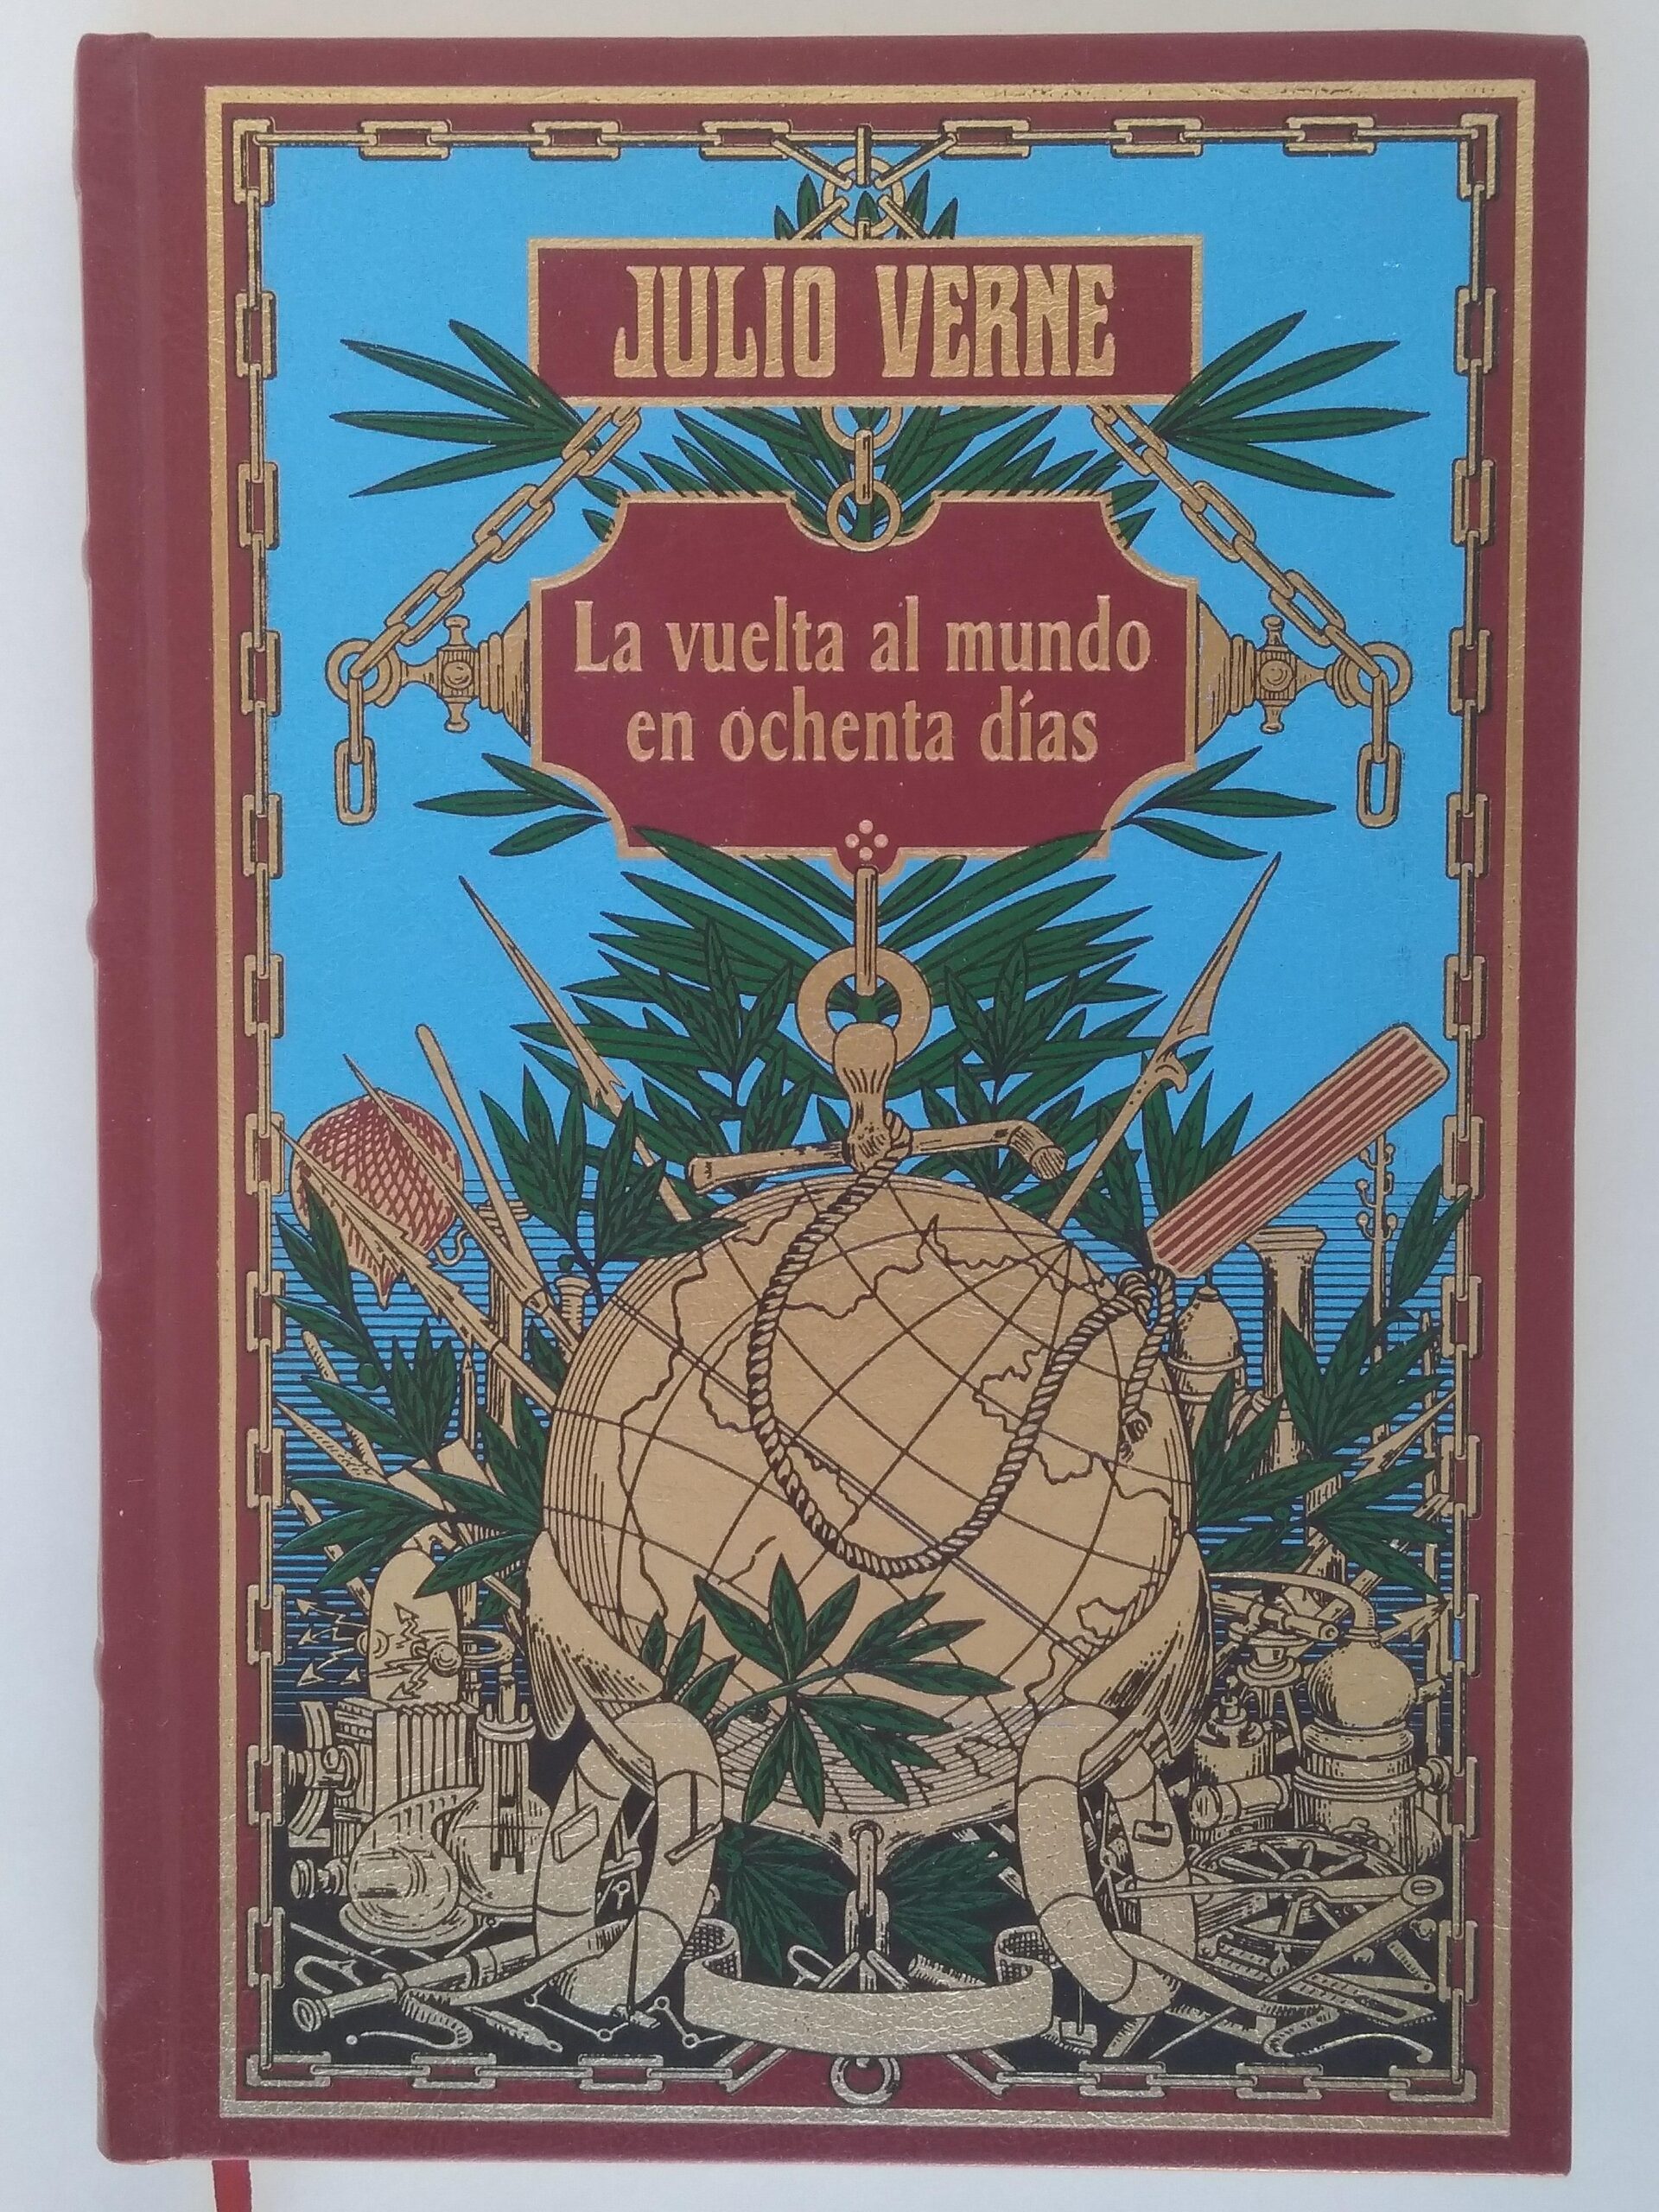 JULIO VERNE
La vuelta al mundo
en ochenta días